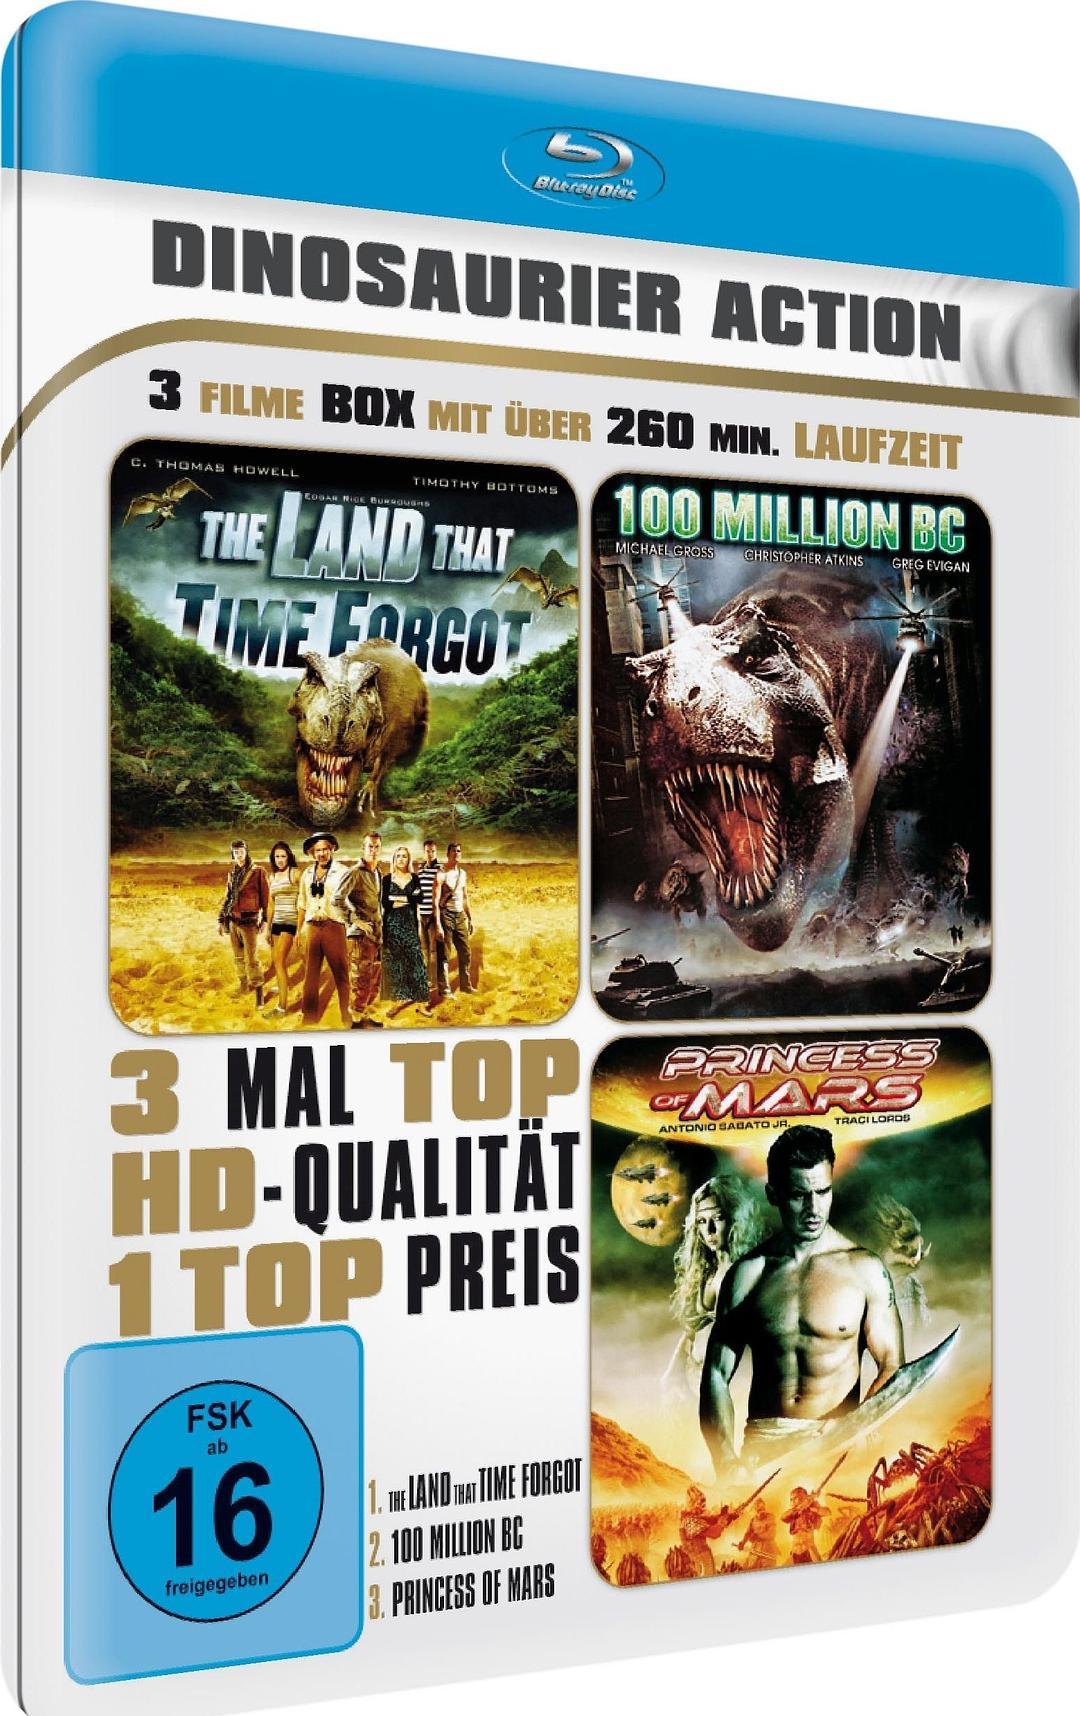 Blu-ray Disc™
DINOSAURIER ACTION
3 FILME BOX MIT ÜBER 260 MIN. LAUFZEIT
C. THOMAS HOWELL
TIMOTHY BOTTOMS
EDGAR RICE BURROUGHS
THE LAND THAT
TIME FORGOT
100 MILLION BC
MICHAEL GROSS CHRISTOPHER ATKINS GREG EVIGAN
3 MAL TOP
HD-QUALITÄT
1 TOP PREIS
PRINCESS
OF MARS
ANTONIO SABATO JR. TRACI LORDS
FSK
ab
16
freigegeben
1. THE LAND THAT TIME FORGOT
2. 100 MILLION BC
3. PRINCESS OF MARS